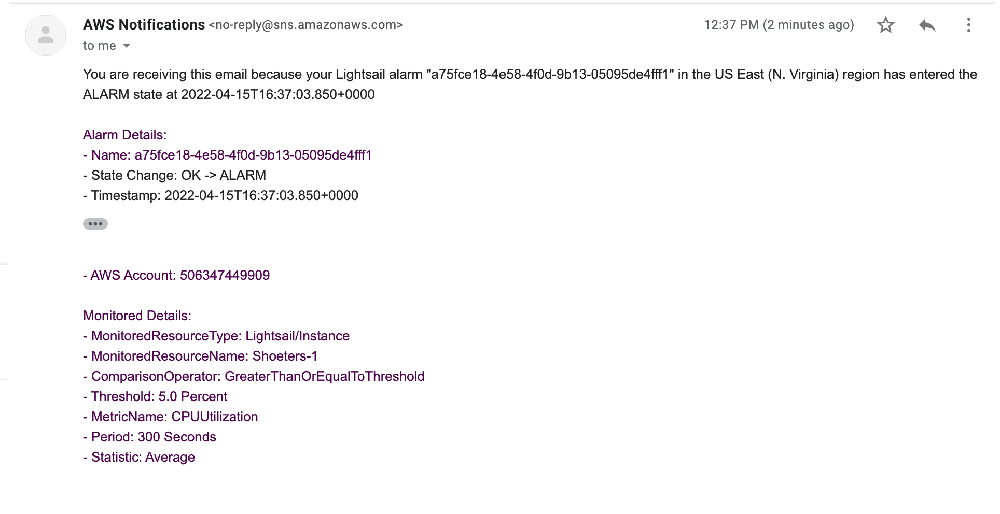 AWS Notifications <no-reply@sns.amazonaws.com> 12:37 PM (2 minutes ago)
to me
You are receiving this email because your Lightsail alarm "a75fce18-4e58-4f0d-9b13-05095de4fff1" in the US East (N. Virginia) region has entered the
ALARM state at 2022-04-15T16:37:03.850+0000
Alarm Details:
- Name: a75fce18-4e58-4f0d-9b13-05095de4fff1
- State Change: OK -> ALARM
- Timestamp: 2022-04-15T16:37:03.850+0000
- AWS Account: 506347449909
Monitored Details:
- MonitoredResourceType: Lightsail/Instance
- MonitoredResourceName: Shoeters-1
- ComparisonOperator: GreaterThanOrEqualToThreshold
- Threshold: 5.0 Percent
- MetricName: CPUUtilization
- Period: 300 Seconds
- Statistic: Average